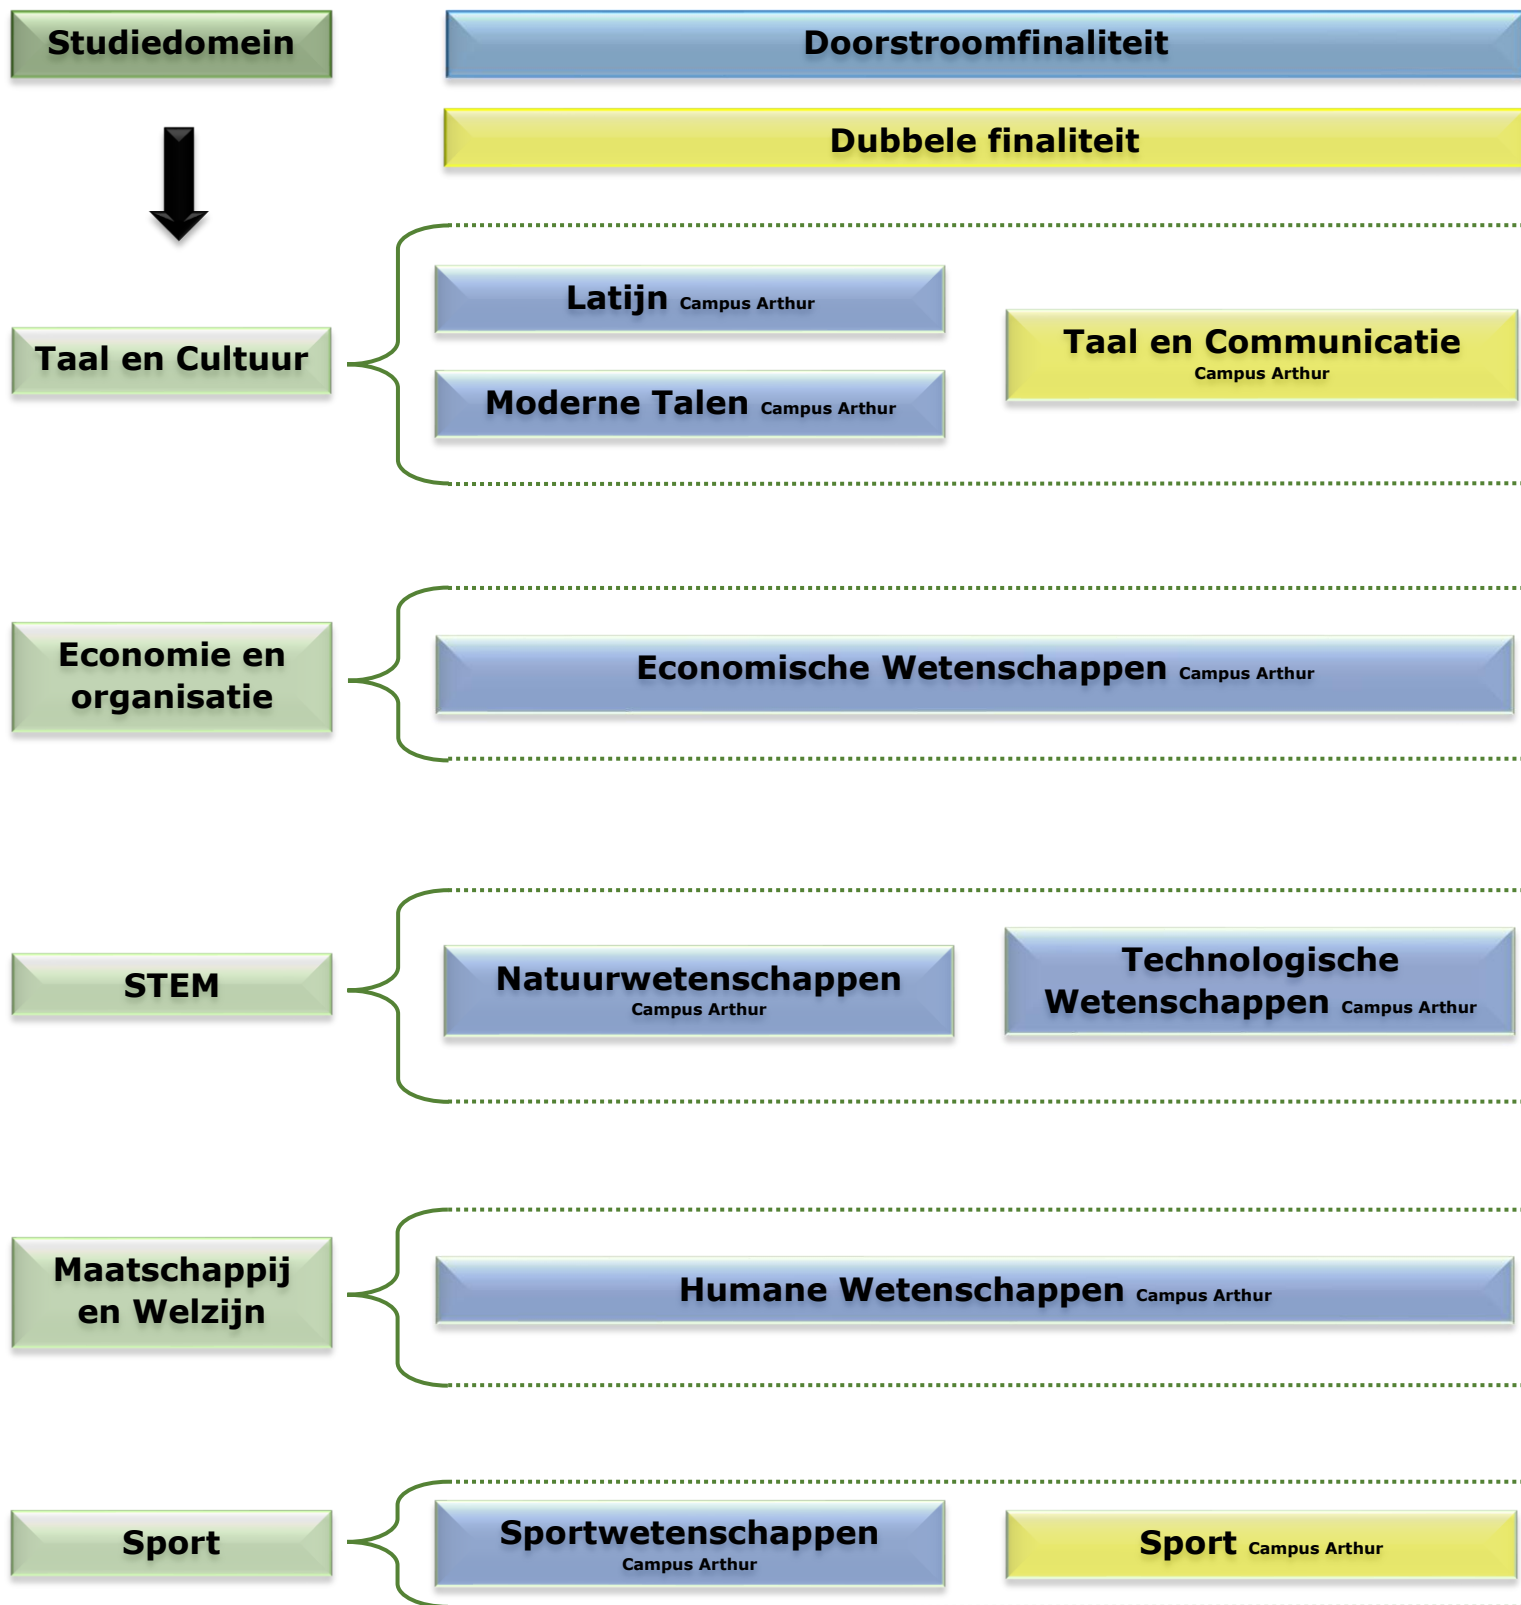 Studiedomein
Doorstroomfinaliteit
Dubbele finaliteit
Taal en Cultuur
Latijn Campus Arthur
Moderne Talen Campus Arthur
Taal en Communicatie
Campus Arthur
Economie en
organisatie
Economische Wetenschappen Campus Arthur
STEM
Natuurwetenschappen
Campus Arthur
Technologische
Wetenschappen Campus Arthur
Maatschappij
en Welzijn
Humane Wetenschappen Campus Arthur
Sport
Sportwetenschappen
Campus Arthur
Sport Campus Arthur